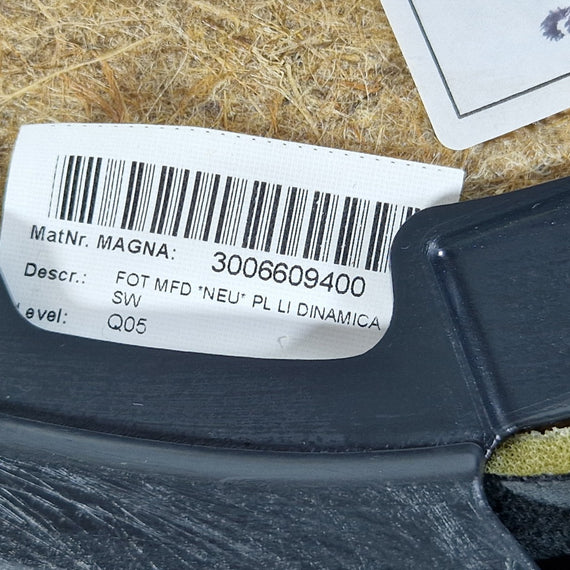 MatNr. MAGNA: 3006609400
Descr.: FOT MFD *NEU* PL LI DINAMICA
SW
Level: Q05